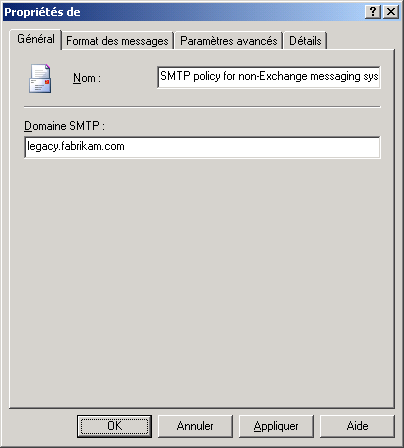 Propriétés de
Général Format des messages Paramètres avancés Détails
Nom : SMTP policy for non-Exchange messaging sys
Domaine SMTP :
legacy.fabrikam.com
OK Annuler Appliquer Aide